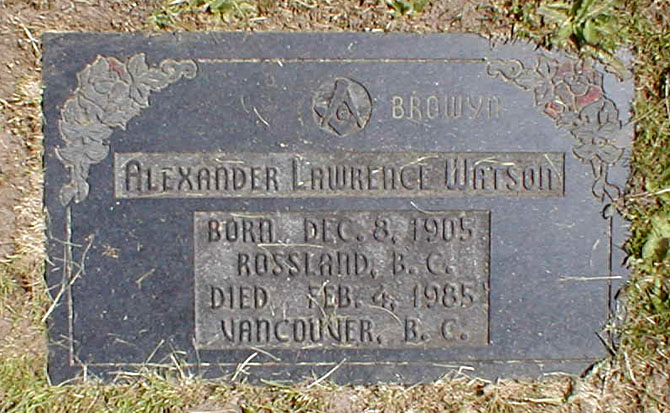 BROWYN
ALEXANDER LAWRENCE WATSON
BORN DEC. 8, 1905
ROSSLAND, B. C.
DIED FEB. 4, 1985
VANCOUVER, B. C.